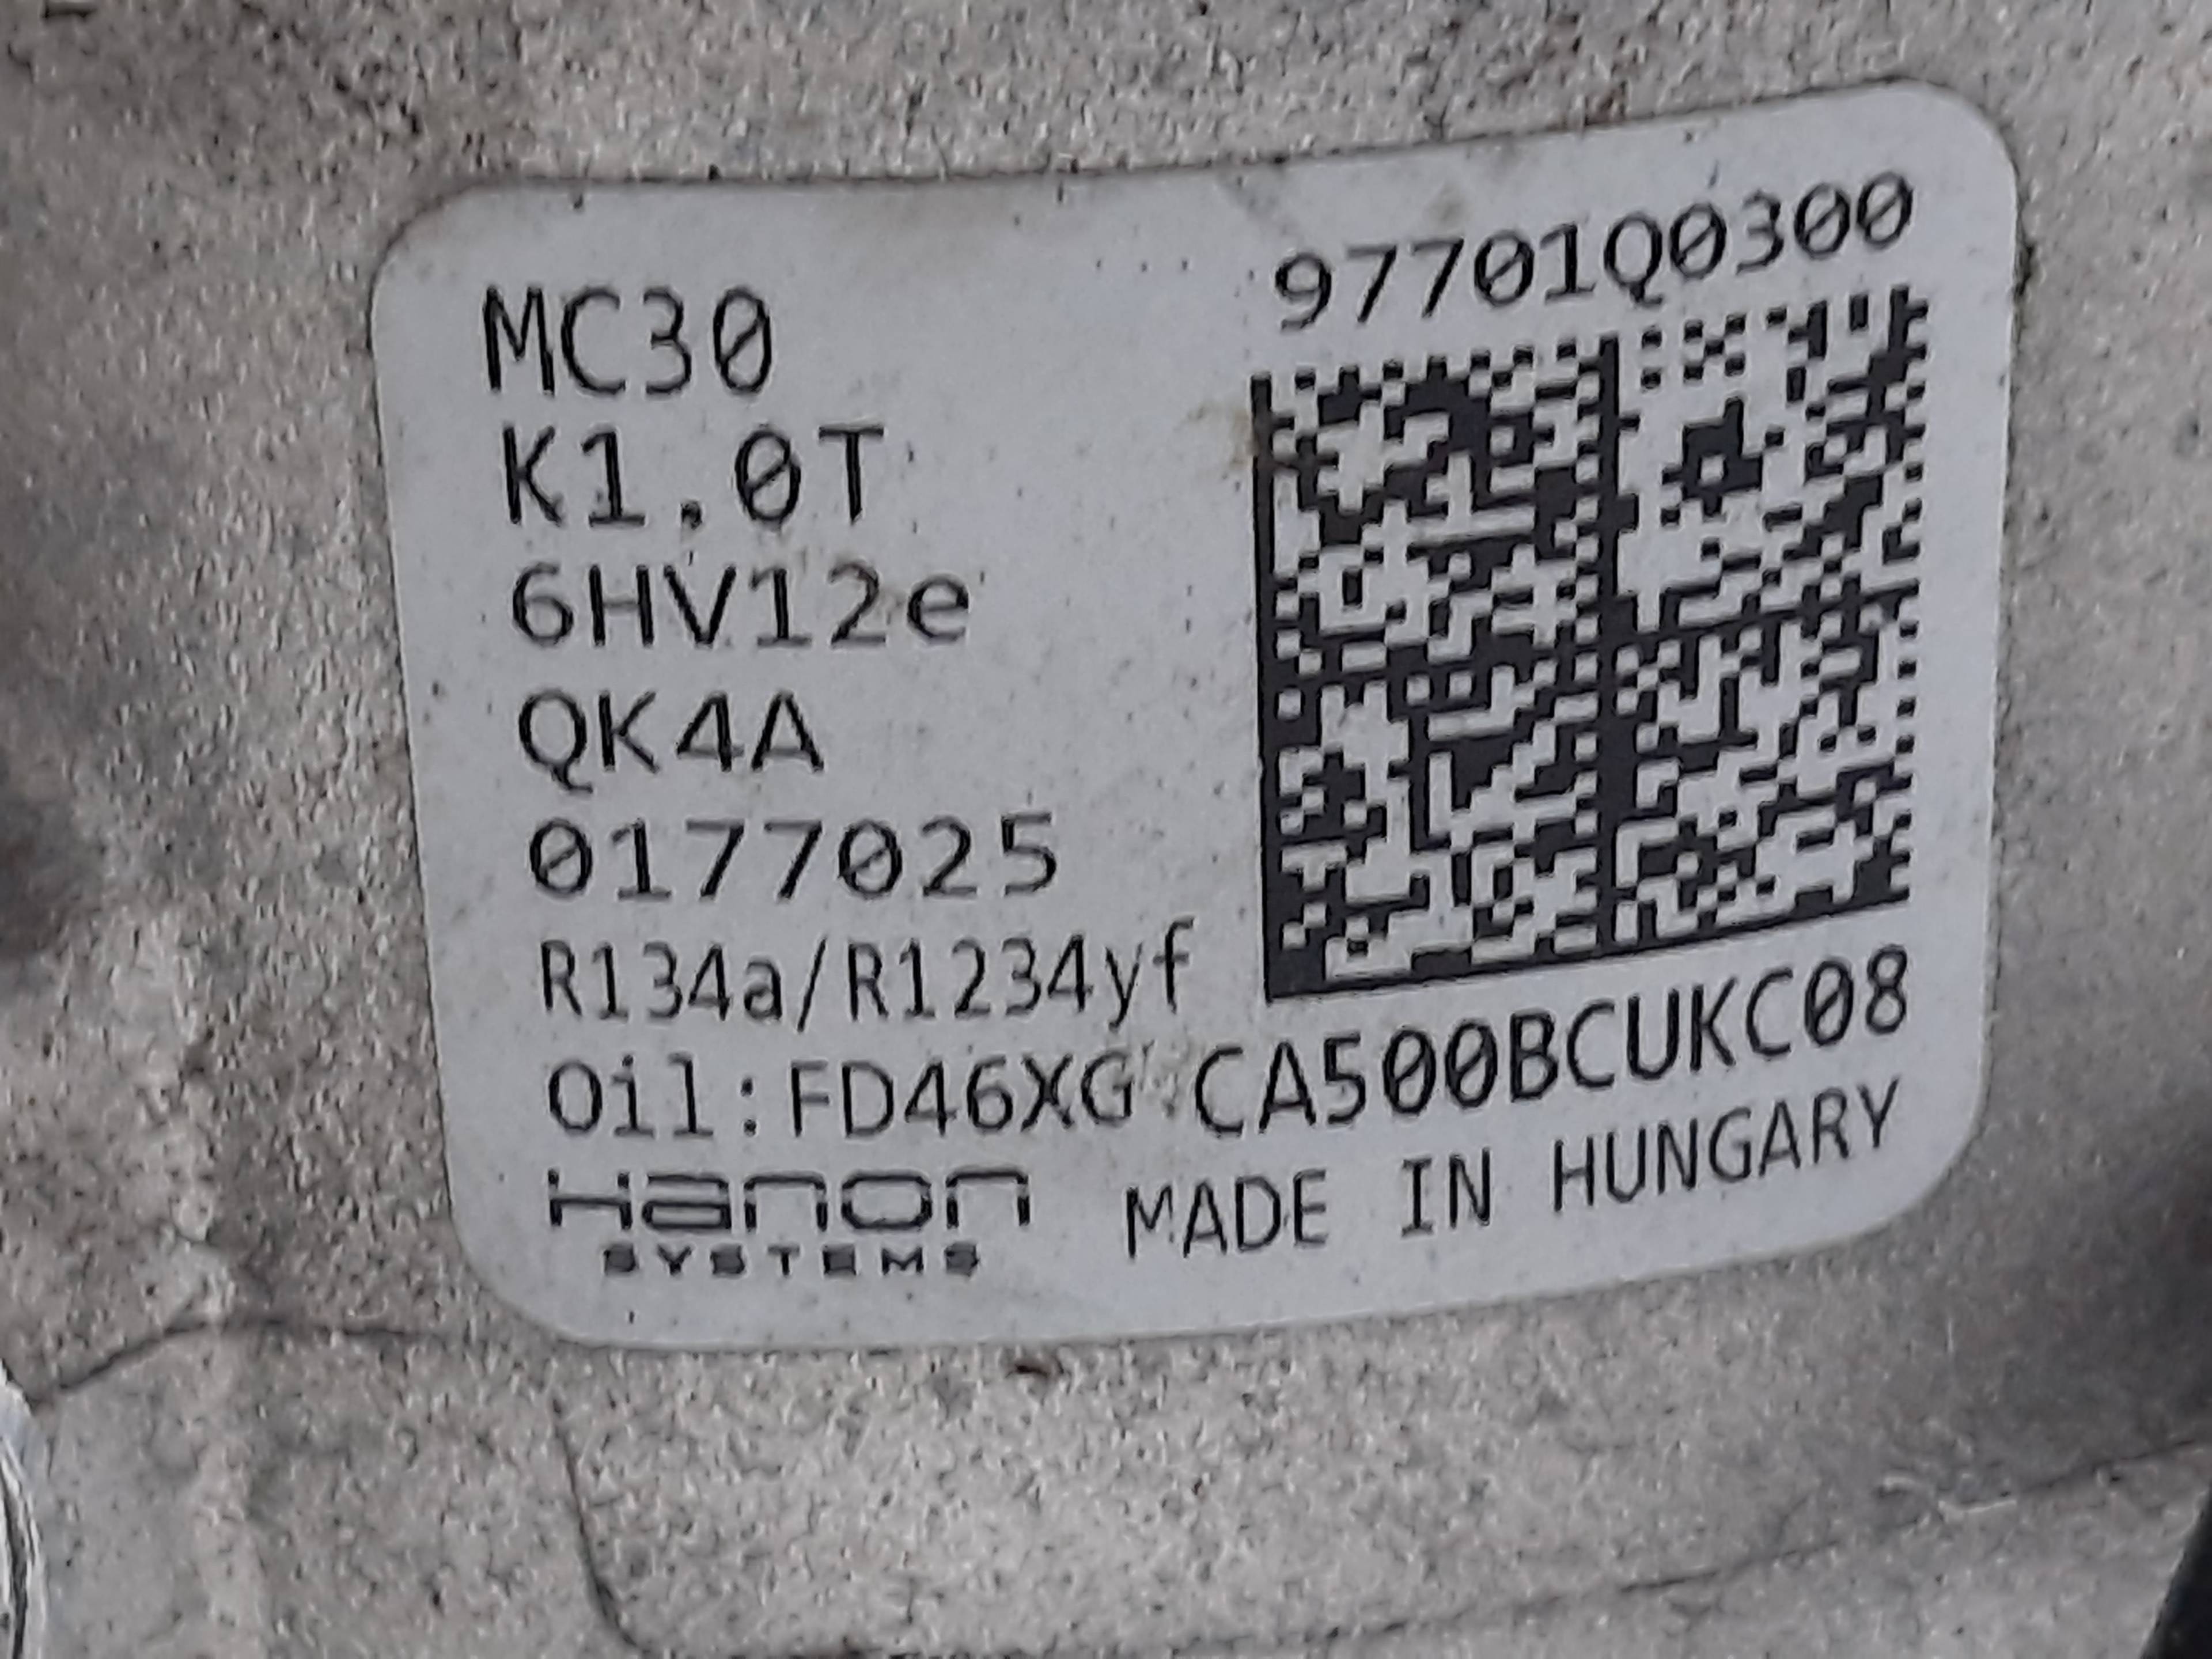 97701Q0300
MC30
K1.0T
6HV12e
QK4A
0177025
R134a/R1234yf
Oil:FD46XG CA500BCUKC08
Hanon MADE IN HUNGARY
SYSTEMS